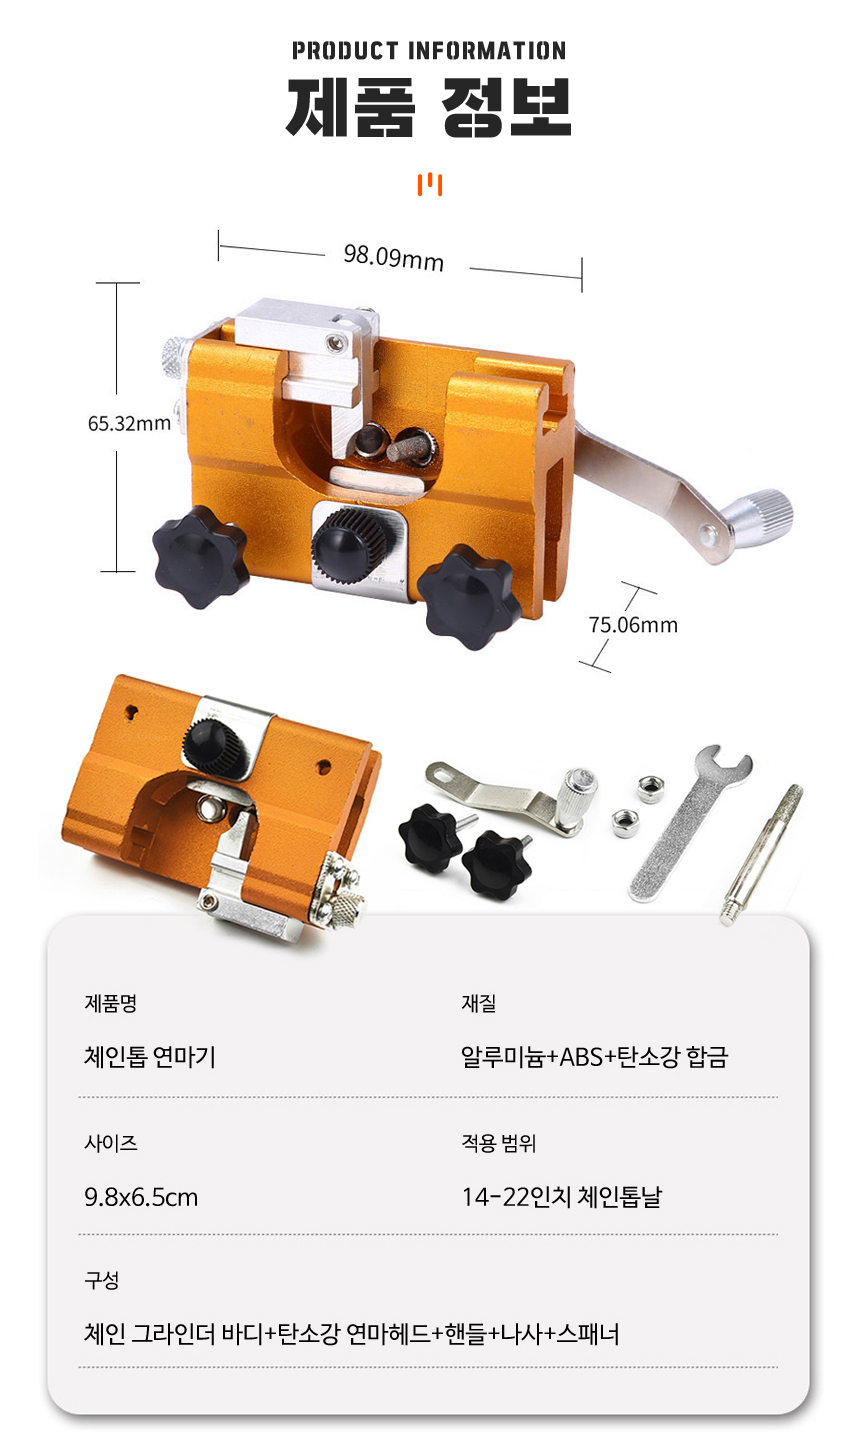 PRODUCT INFORMATION
제품 정보
98.09mm
65.32mm
75.06mm
제품명
재질
체인톱 연마기
알루미늄+ABS+탄소강 합금
사이즈
적용 범위
9.8x6.5cm
14-22인치 체인톱날
구성
체인 그라인더 바디+탄소강 연마헤드+핸들+나사+스패너